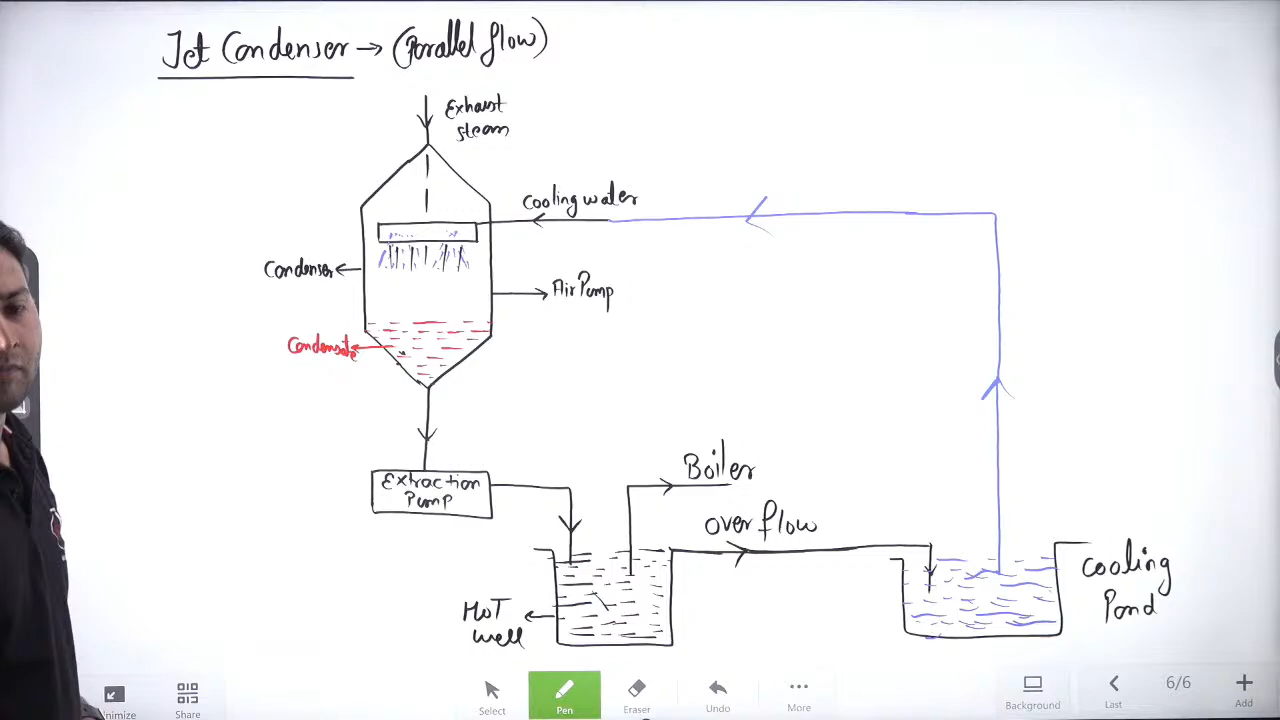 Jet Condenser → (Parallel flow)
Exhaust
steam
cooling water
Condenser
Air Pump
Condensate
Extraction
Pump
Boiler
over flow
HOT
well
cooling
Pond
Minimize
Share
Select
Pen
Eraser
Undo
More
Background
Last
6/6
Add